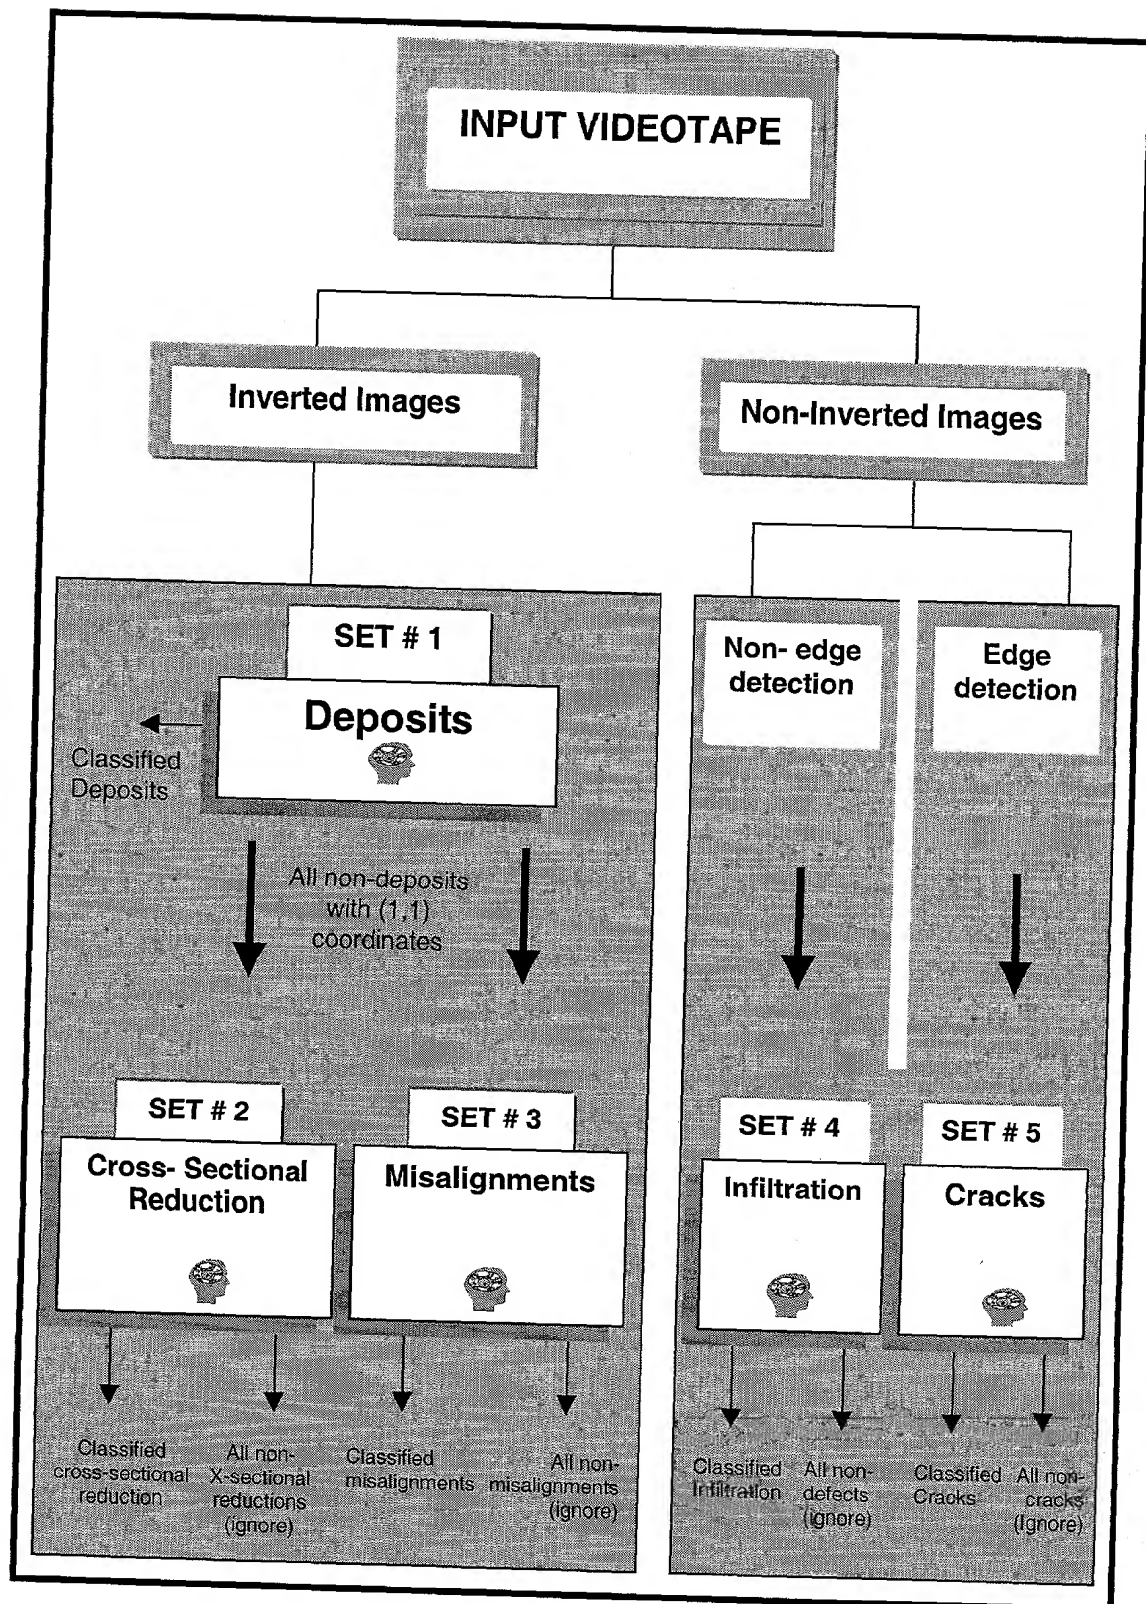 INPUT VIDEOTAPE
Inverted Images
Non-Inverted Images
SET # 1
Deposits
Classified
Deposits
All non-deposits
with (1,1)
coordinates
Non- edge
detection
Edge
detection
SET # 2
Cross- Sectional
Reduction
SET # 3
Misalignments
SET # 4
Infiltration
SET # 5
Cracks
Classified
cross-sectional
reduction
All non-
X-sectional
reductions
(ignore)
Classified
misalignments
All non-
misalignments
(ignore)
Classified
Infiltration
All non-
defects
(ignore)
Classified
Cracks
All non-
cracks
(Ignore)